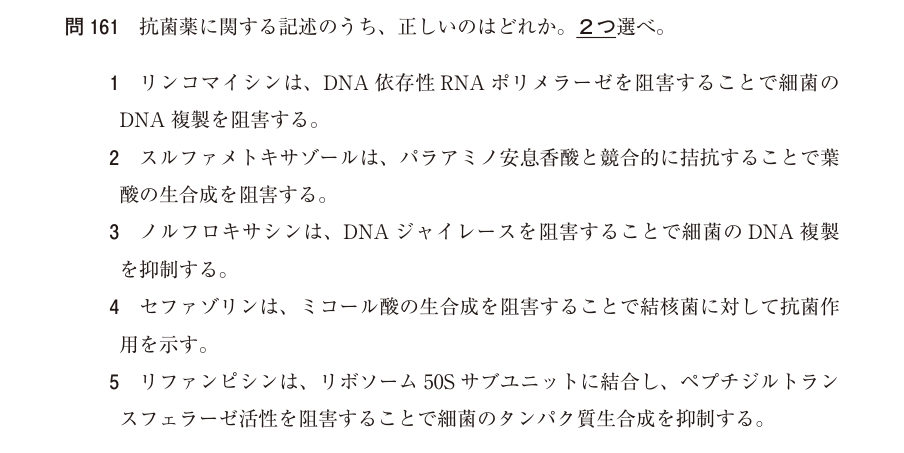 問 161　抗菌薬に関する記述のうち、正しいのはどれか。２つ選べ。
1　リンコマイシンは、DNA 依存性 RNA ポリメラーゼを阻害することで細菌の
DNA 複製を阻害する。
2　スルファメトキサゾールは、パラアミノ安息香酸と競合的に拮抗することで葉
酸の生合成を阻害する。
3　ノルフロキサシンは、DNA ジャイレースを阻害することで細菌の DNA 複製
を抑制する。
4　セファゾリンは、ミコール酸の生合成を阻害することで結核菌に対して抗菌作
用を示す。
5　リファンピシンは、リボソーム 50S サブユニットに結合し、ペプチジルトラン
スフェラーゼ活性を阻害することで細菌のタンパク質生合成を抑制する。